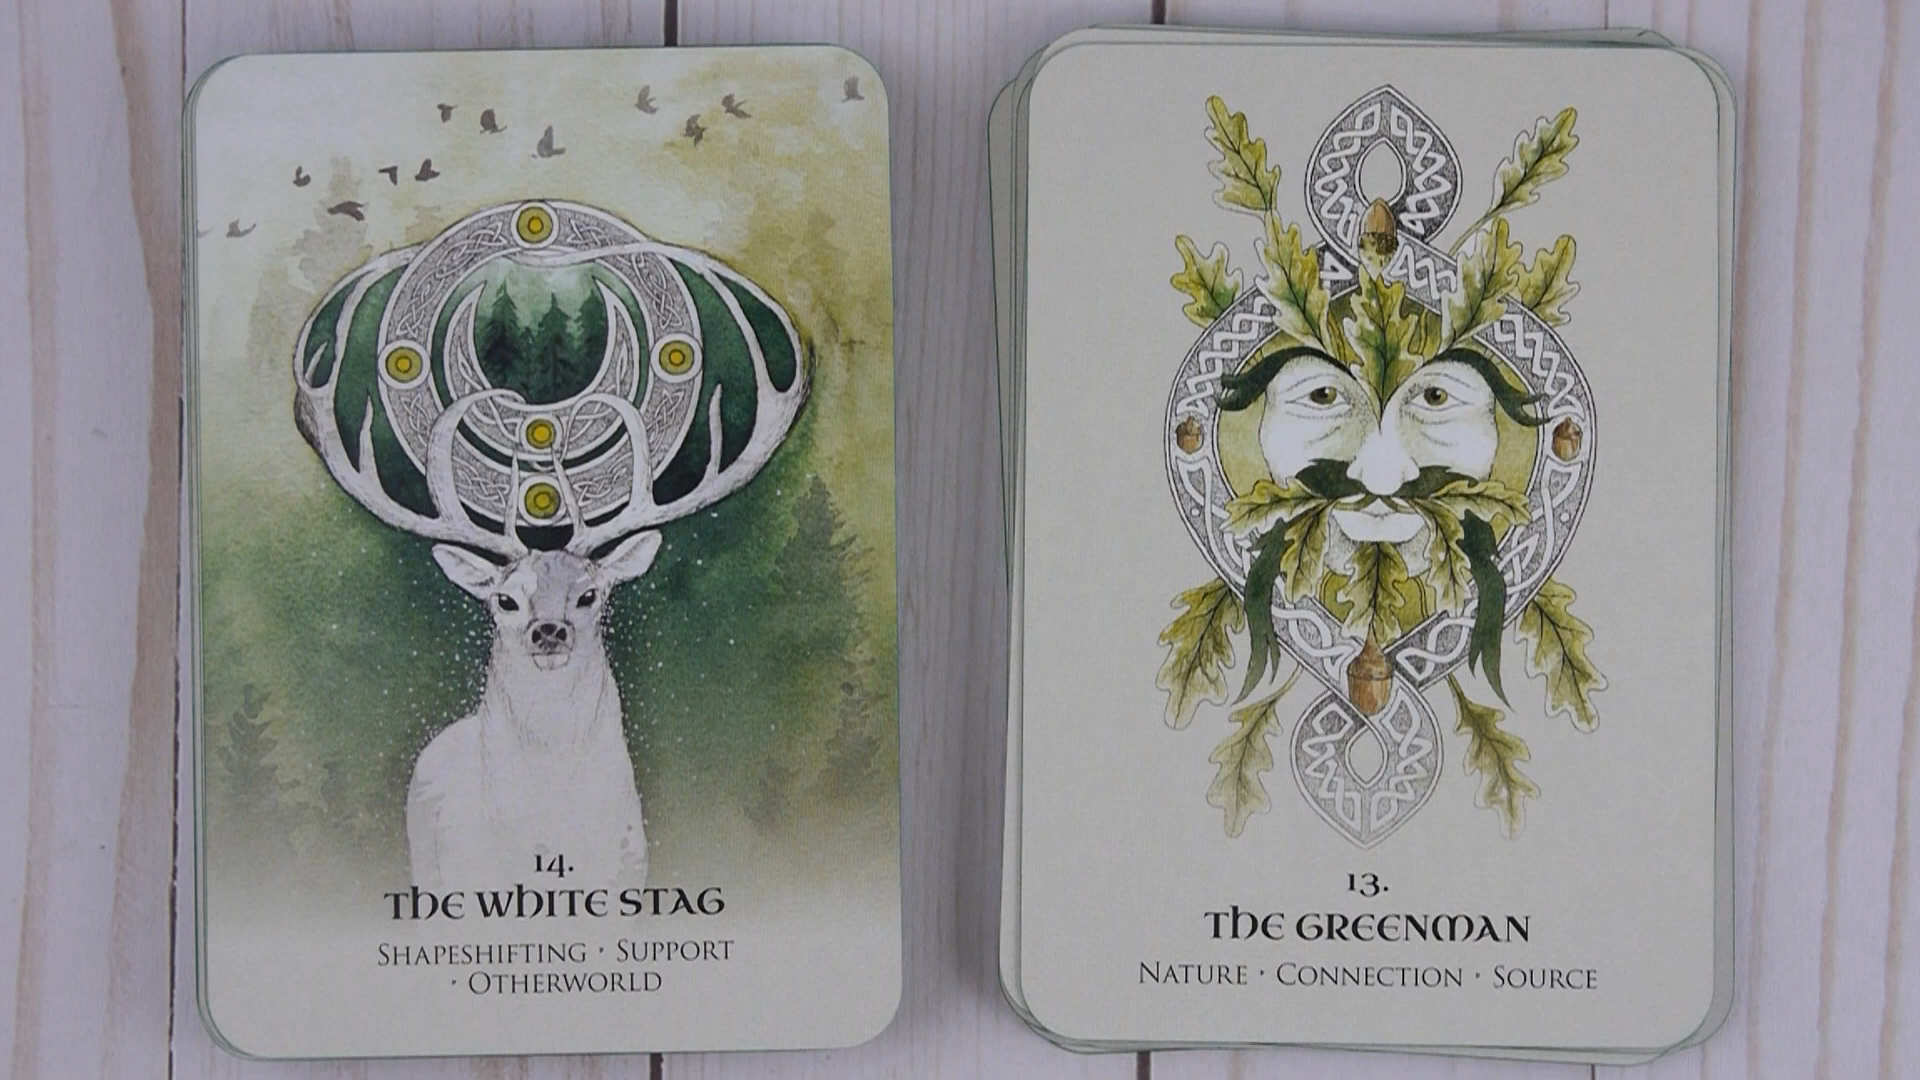 14.
The White Stag
Shapeshifting · Support
· Otherworld
13.
The Greenman
Nature · Connection · Source